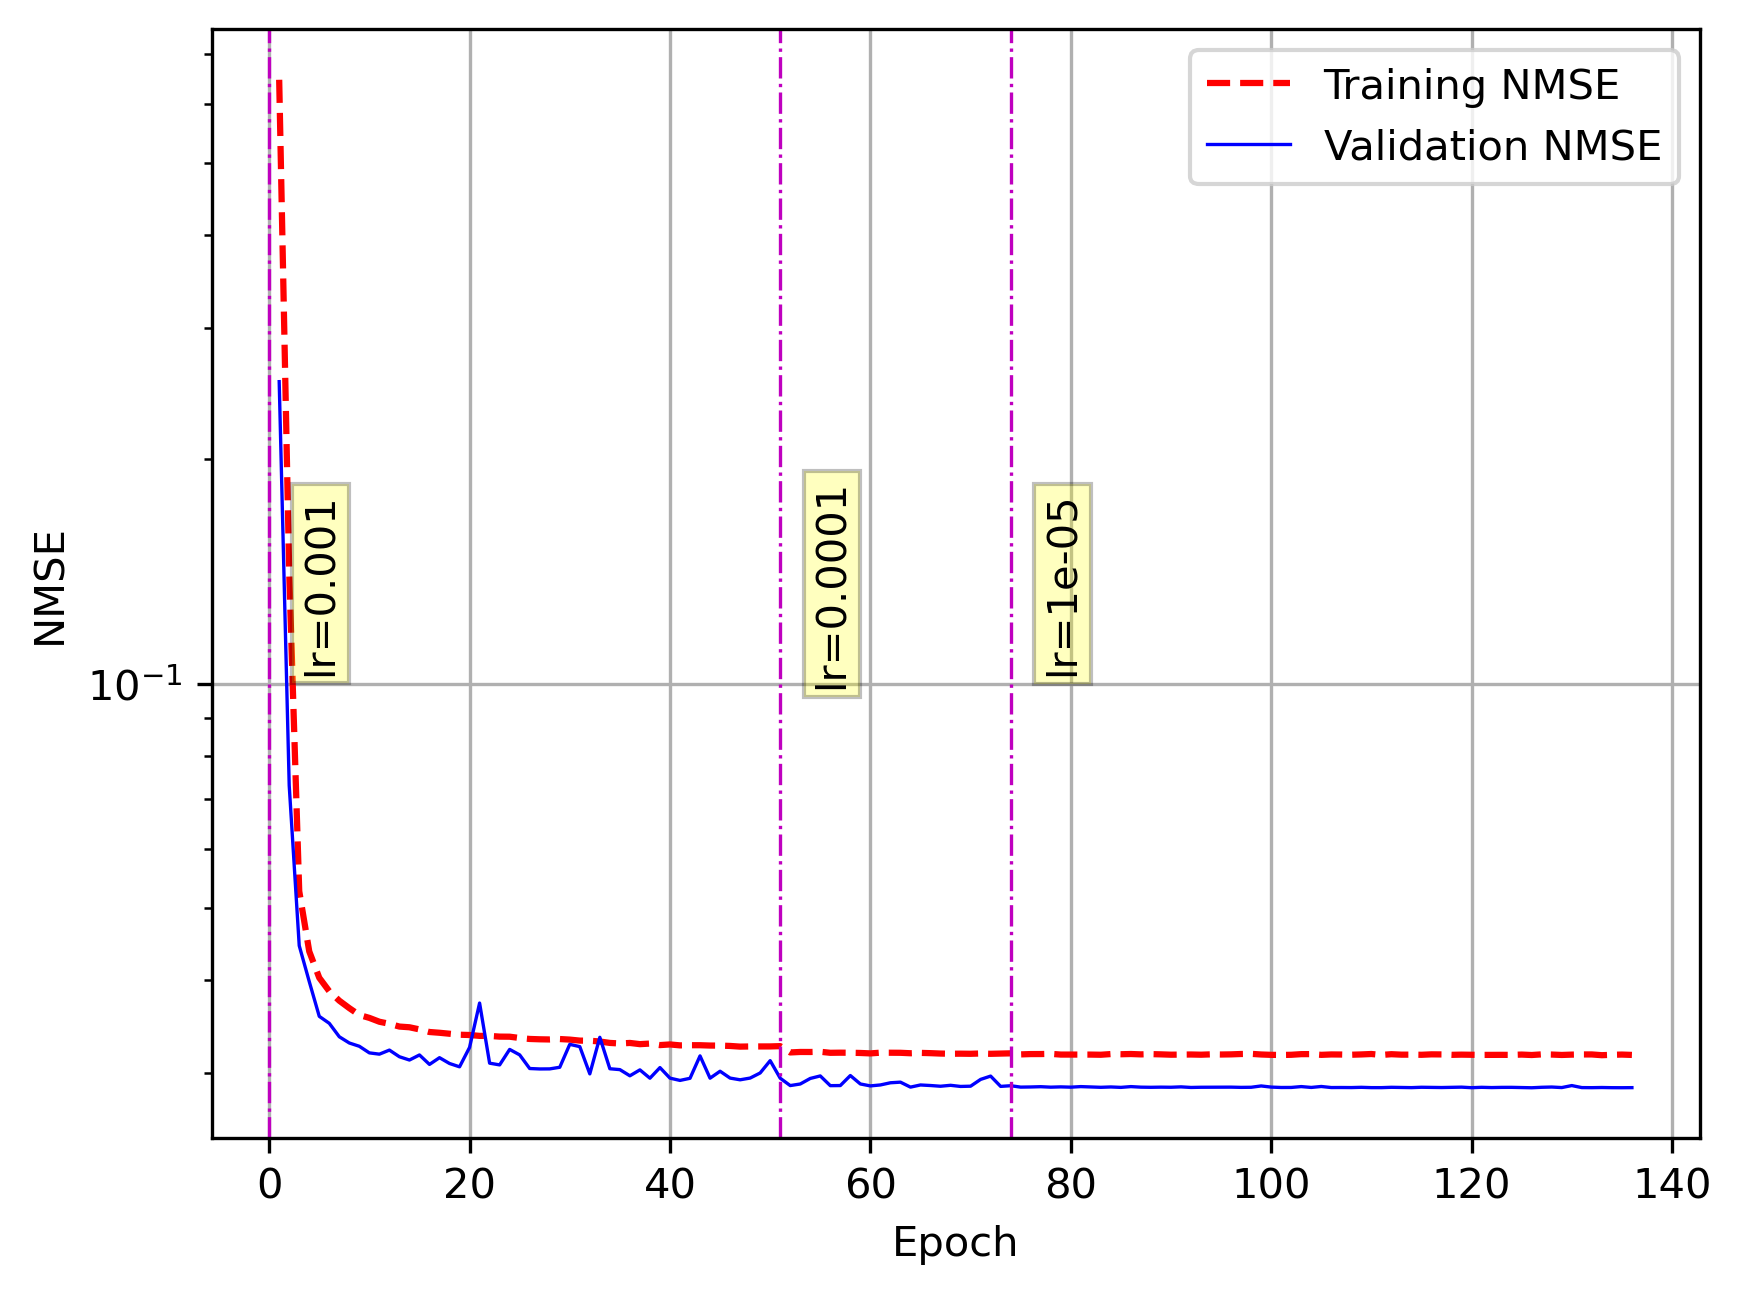 Training NMSE
Validation NMSE
lr=0.001
lr=0.0001
lr=1e-05
NMSE
10⁻¹
0 20 40 60 80 100 120 140
Epoch